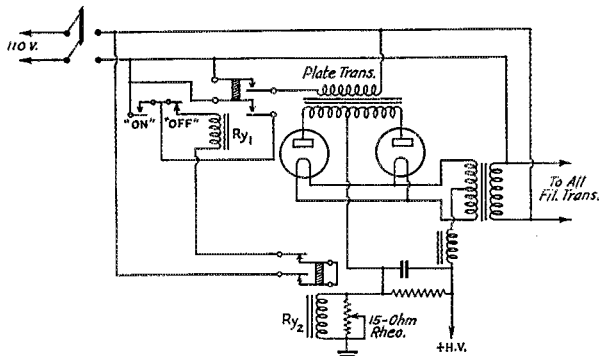 110 V.
Plate Trans.
"ON" "OFF"
Ry1
To All
Fil. Trans.
Ry2
15-Ohm
Rheo.
+H.V.